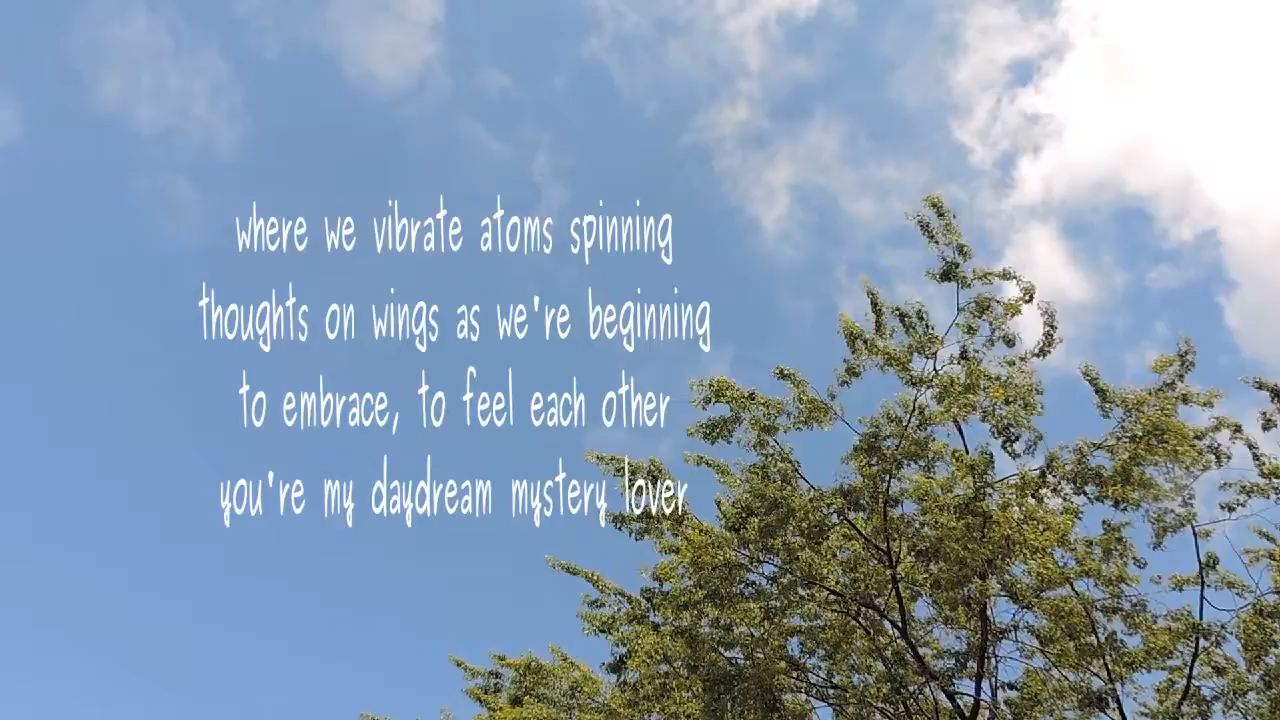 where we vibrate atoms spinning
thoughts on wings as we're beginning
to embrace, to feel each other
you're my daydream mystery lover